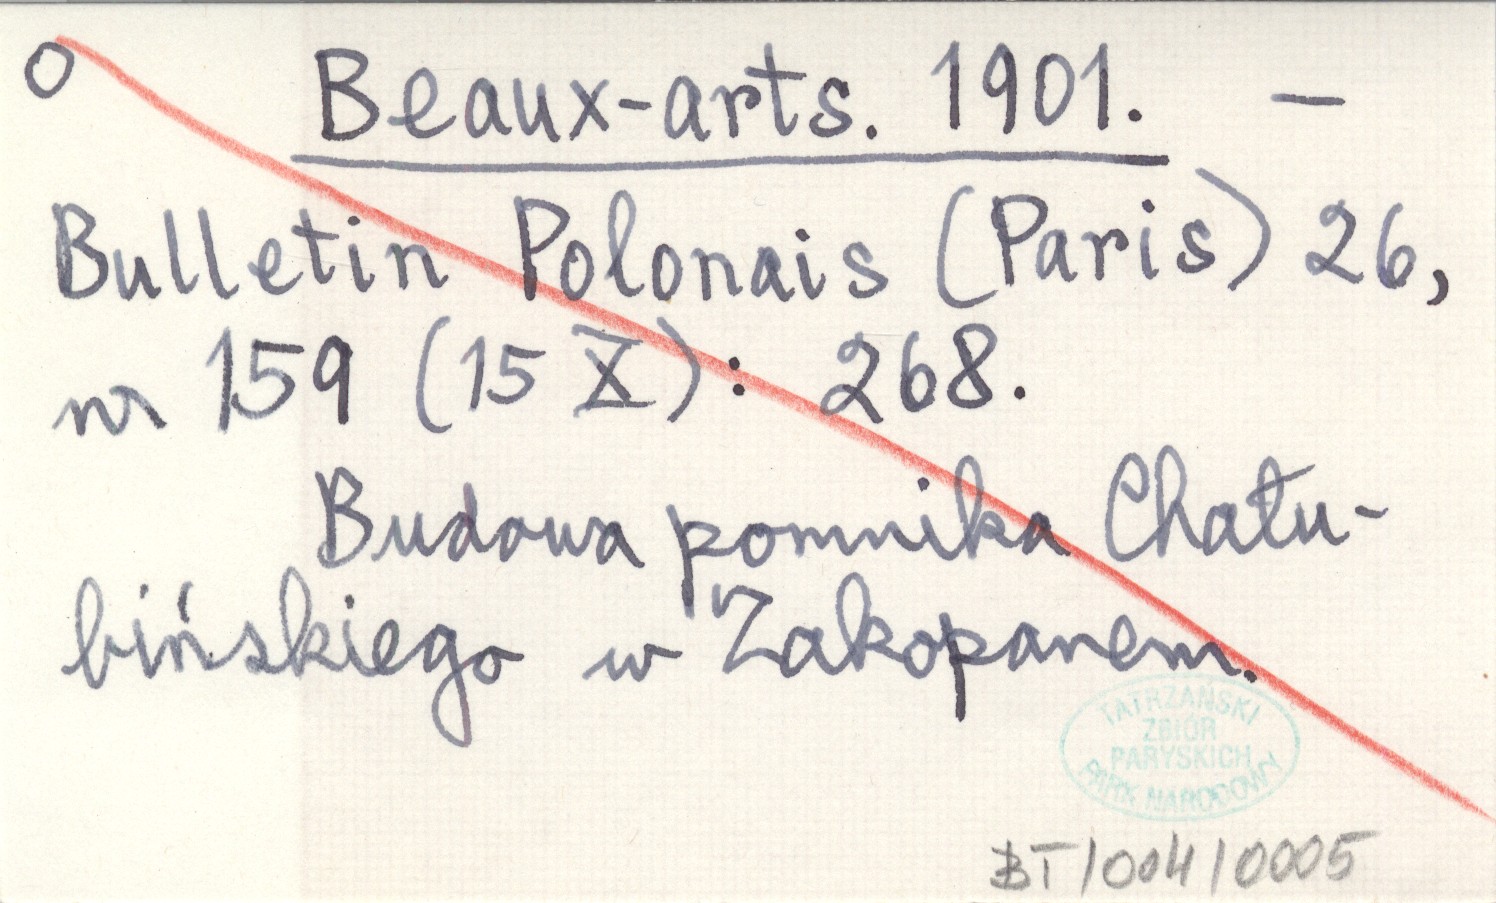 O Beaux-arts. 1901. —
Bulletin Polonais (Paris) 26,
nr 159 (15 X): 268.
Budowa pomnika Chału-
bińskiego w Zakopanem.
TATRZAŃSKI
ZBIÓR
PARYSKICH
PARK NARODOWY
BT/004/0005